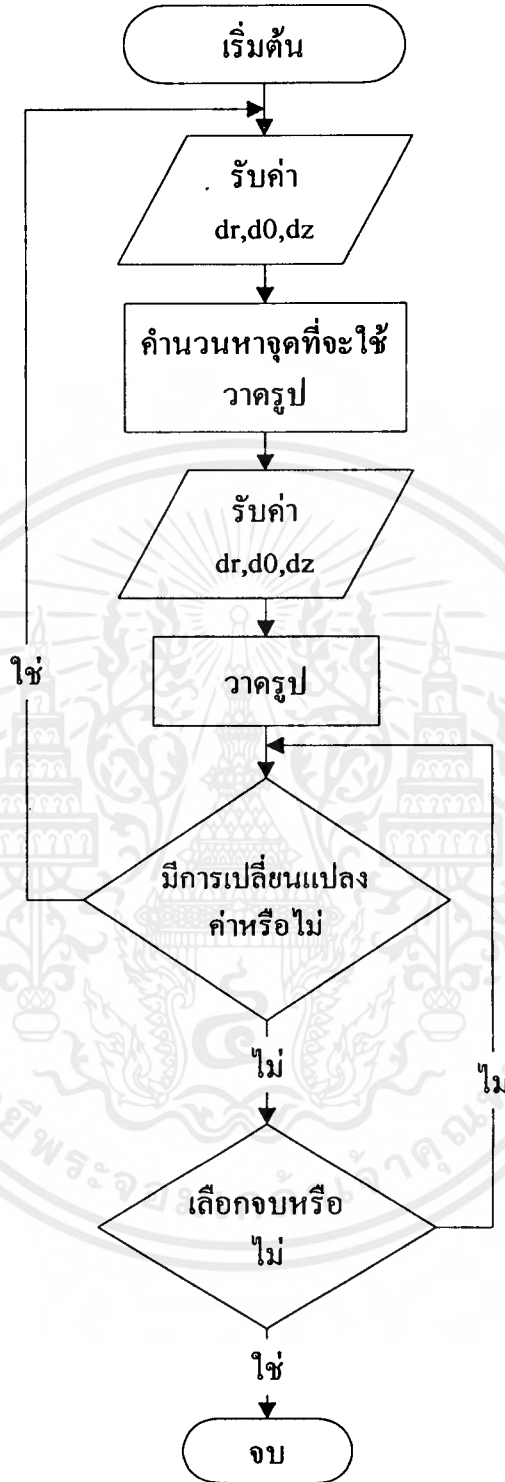 เริ่มต้น
รับค่า
dr,d0,dz
คำนวนหาจุดที่จะใช้
วาดรูป
รับค่า
dr,d0,dz
วาดรูป
ใช่
มีการเปลี่ยนแปลง
ค่าหรือไม่
ไม่
ไม่
เลือกจบหรือ
ไม่
ใช่
จบ